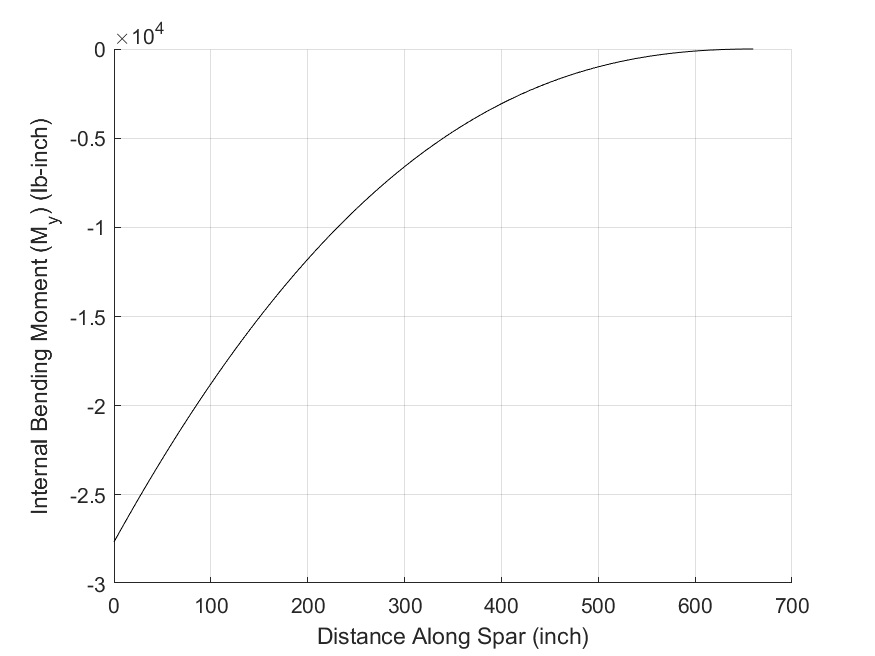 ×10⁴
0
-0.5
-1
-1.5
-2
-2.5
-3
Internal Bending Moment (M_y) (lb-inch)
0 100 200 300 400 500 600 700
Distance Along Spar (inch)